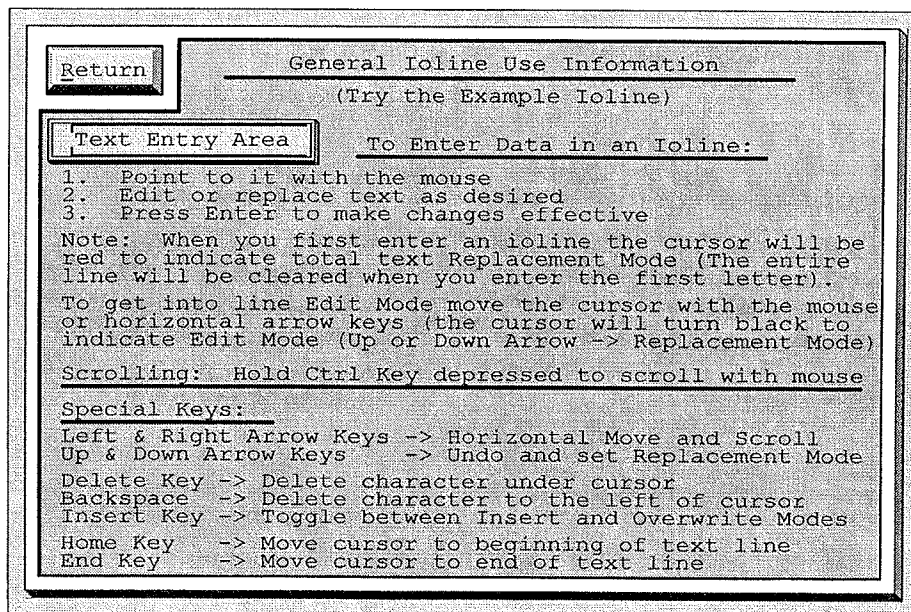 Return
General Ioline Use Information
(Try the Example Ioline)
Text Entry Area
To Enter Data in an Ioline:
1. Point to it with the mouse
2. Edit or replace text as desired
3. Press Enter to make changes effective
Note: When you first enter an ioline the cursor will be
red to indicate total text Replacement Mode (The entire
line will be cleared when you enter the first letter).
To get into line Edit Mode move the cursor with the mouse
or horizontal arrow keys (the cursor will turn black to
indicate Edit Mode (Up or Down Arrow -> Replacement Mode)
Scrolling: Hold Ctrl Key depressed to scroll with mouse
Special Keys:
Left & Right Arrow Keys -> Horizontal Move and Scroll
Up & Down Arrow Keys -> Undo and set Replacement Mode
Delete Key -> Delete character under cursor
Backspace -> Delete character to the left of cursor
Insert Key -> Toggle between Insert and Overwrite Modes
Home Key -> Move cursor to beginning of text line
End Key -> Move cursor to end of text line